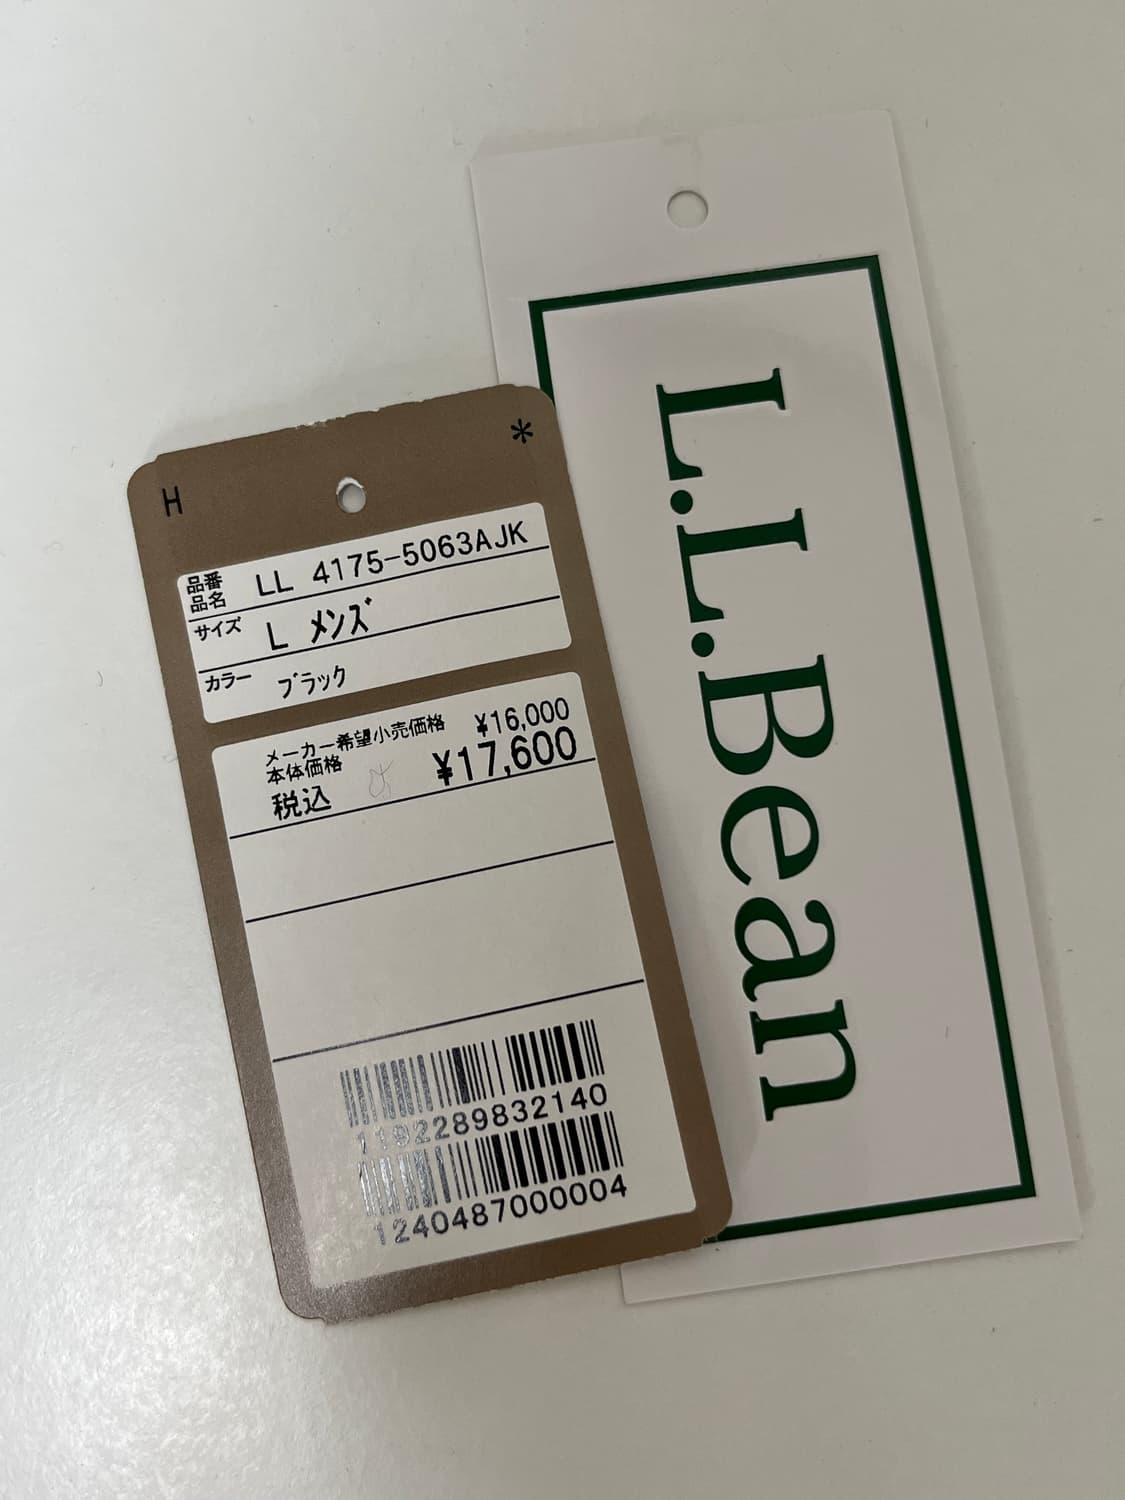 H *
品番 LL 4175-5063AJK
品名
サイズ L メンズ
カラー ブラック
メーカー希望小売価格
本体価格 ¥16,000
税込 ¥17,600
1192289832140
1240487000004
L.L.Bean